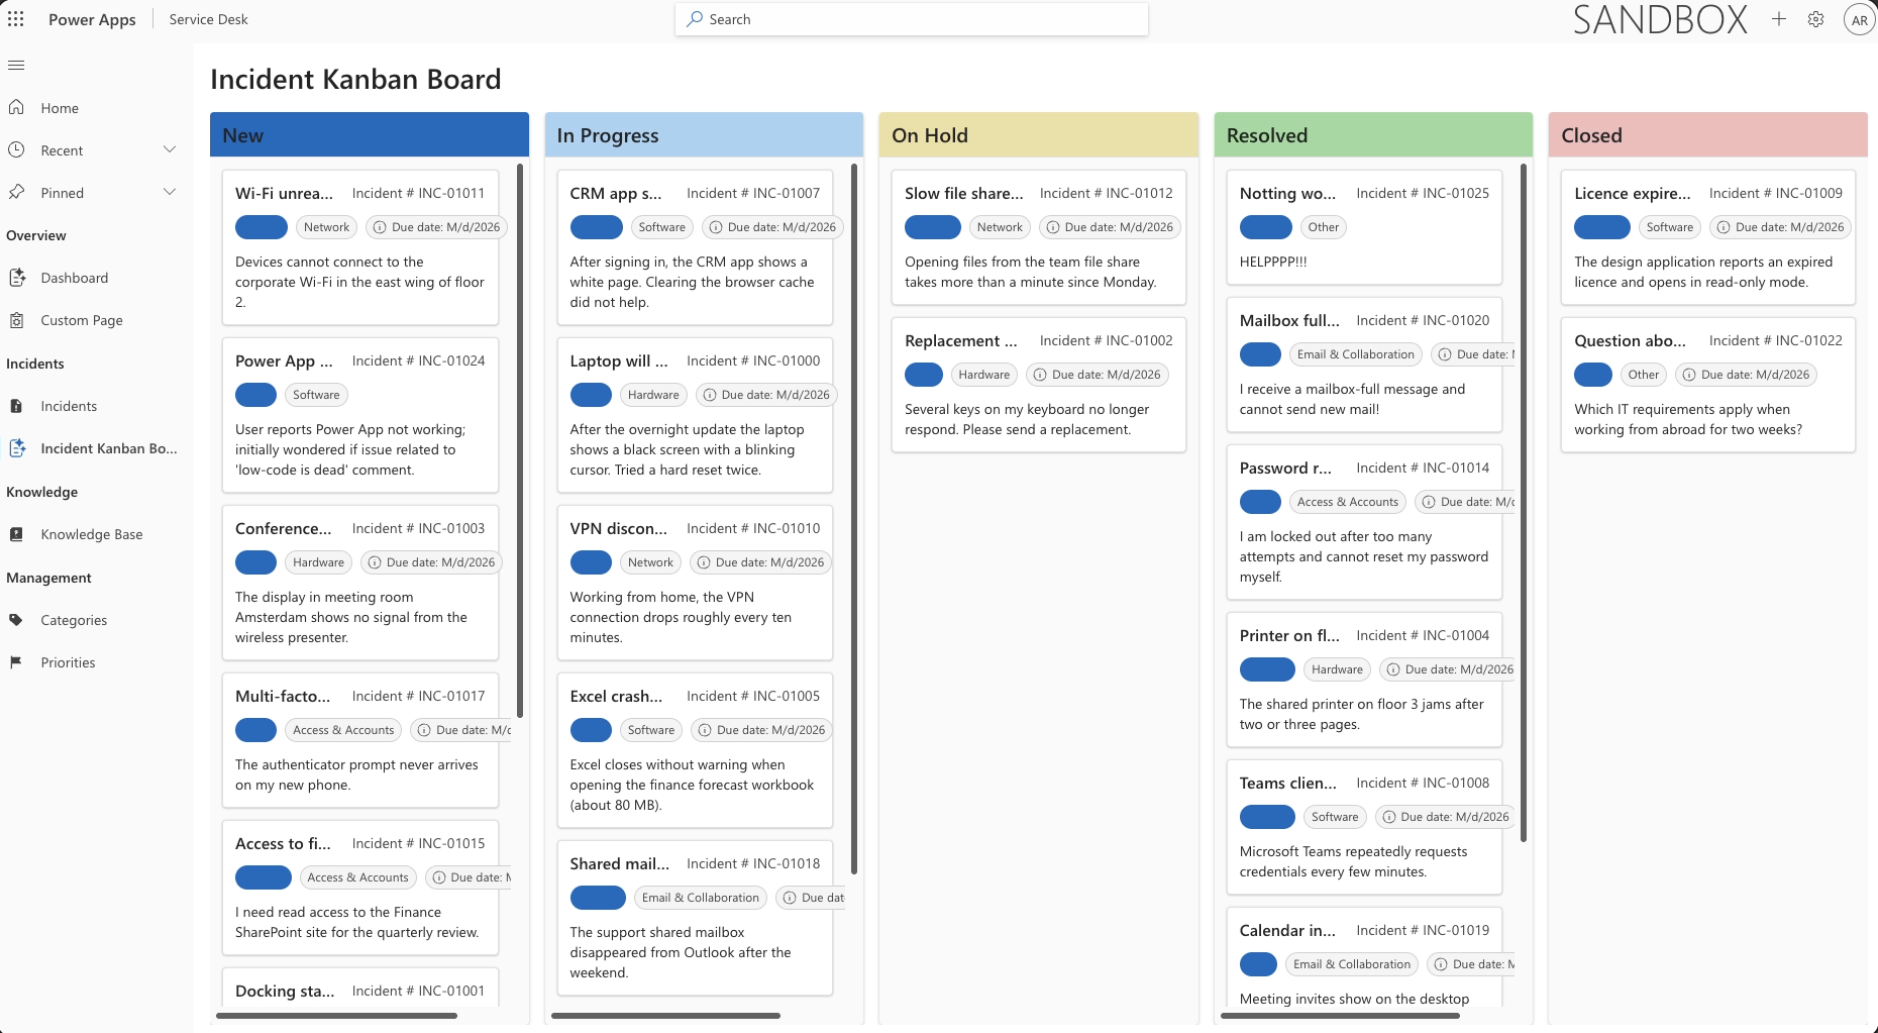 Power Apps
Service Desk
Search
SANDBOX
AR
Home
Recent
Pinned
Overview
Dashboard
Custom Page
Incidents
Incidents
Incident Kanban Bo...
Knowledge
Knowledge Base
Management
Categories
Priorities
Incident Kanban Board
New
Wi-Fi unrea... Incident # INC-01011
Network Due date: M/d/2026
Devices cannot connect to the
corporate Wi-Fi in the east wing of floor
2.
Power App ... Incident # INC-01024
Software
User reports Power App not working;
initially wondered if issue related to
'low-code is dead' comment.
Conference... Incident # INC-01003
Hardware Due date: M/d/2026
The display in meeting room
Amsterdam shows no signal from the
wireless presenter.
Multi-facto... Incident # INC-01017
Access & Accounts Due date: M/d
The authenticator prompt never arrives
on my new phone.
Access to fi... Incident # INC-01015
Access & Accounts Due date: M
I need read access to the Finance
SharePoint site for the quarterly review.
Docking sta... Incident # INC-01001
In Progress
CRM app s... Incident # INC-01007
Software Due date: M/d/2026
After signing in, the CRM app shows a
white page. Clearing the browser cache
did not help.
Laptop will ... Incident # INC-01000
Hardware Due date: M/d/2026
After the overnight update the laptop
shows a black screen with a blinking
cursor. Tried a hard reset twice.
VPN discon... Incident # INC-01010
Network Due date: M/d/2026
Working from home, the VPN
connection drops roughly every ten
minutes.
Excel crash... Incident # INC-01005
Software Due date: M/d/2026
Excel closes without warning when
opening the finance forecast workbook
(about 80 MB).
Shared mail... Incident # INC-01018
Email & Collaboration Due dat
The support shared mailbox
disappeared from Outlook after the
weekend.
On Hold
Slow file share... Incident # INC-01012
Network Due date: M/d/2026
Opening files from the team file share
takes more than a minute since Monday.
Replacement ... Incident # INC-01002
Hardware Due date: M/d/2026
Several keys on my keyboard no longer
respond. Please send a replacement.
Resolved
Notting wo... Incident # INC-01025
Other
HELPPPP!!!
Mailbox full... Incident # INC-01020
Email & Collaboration Due date:
I receive a mailbox-full message and
cannot send new mail!
Password r... Incident # INC-01014
Access & Accounts Due date: M/d
I am locked out after too many
attempts and cannot reset my password
myself.
Printer on fl... Incident # INC-01004
Hardware Due date: M/d/2026
The shared printer on floor 3 jams after
two or three pages.
Teams clien... Incident # INC-01008
Software Due date: M/d/2026
Microsoft Teams repeatedly requests
credentials every few minutes.
Calendar in... Incident # INC-01019
Email & Collaboration Due date: M
Meeting invites show on the desktop
Closed
Licence expire... Incident # INC-01009
Software Due date: M/d/2026
The design application reports an expired
licence and opens in read-only mode.
Question abo... Incident # INC-01022
Other Due date: M/d/2026
Which IT requirements apply when
working from abroad for two weeks?